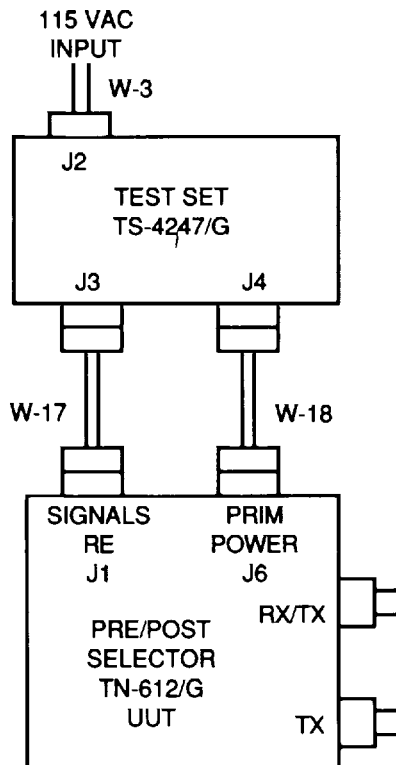 115 VAC
INPUT
W-3
J2
TEST SET
TS-4247/G
J3 J4
W-17 W-18
SIGNALS PRIM
RE POWER
J1 J6
RX/TX
PRE/POST
SELECTOR
TN-612/G
UUT
TX